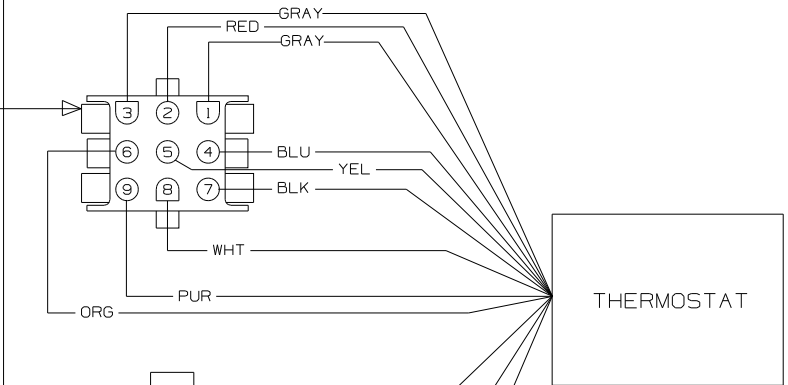 GRAY
RED
GRAY
3 2 1
6 5 4 BLU
YEL
9 8 7 BLK
WHT
PUR
THERMOSTAT
ORG